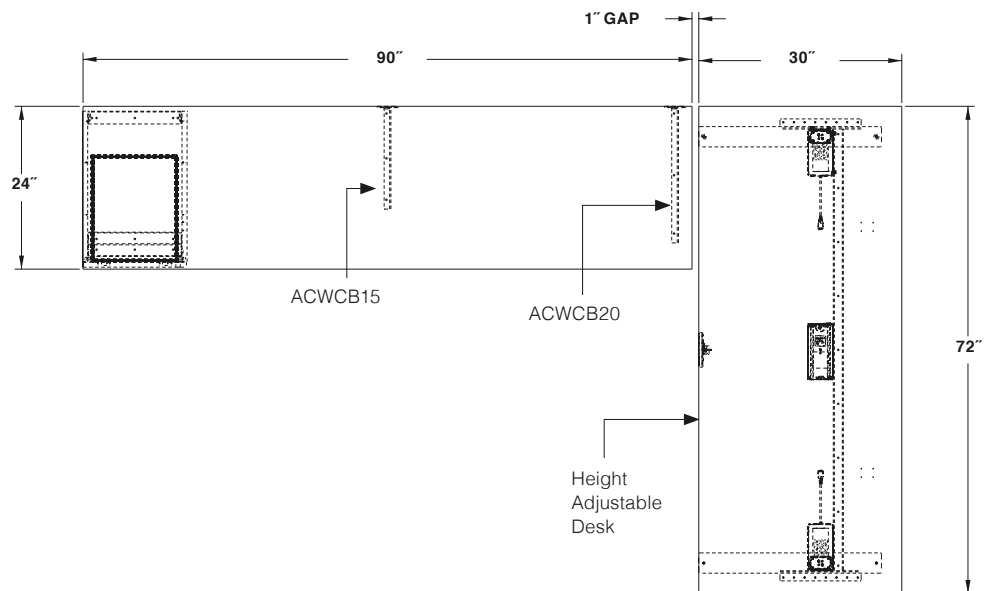 1˝ GAP
90˝
30˝
24˝
ACWCB15
ACWCB20
72˝
Height
Adjustable
Desk